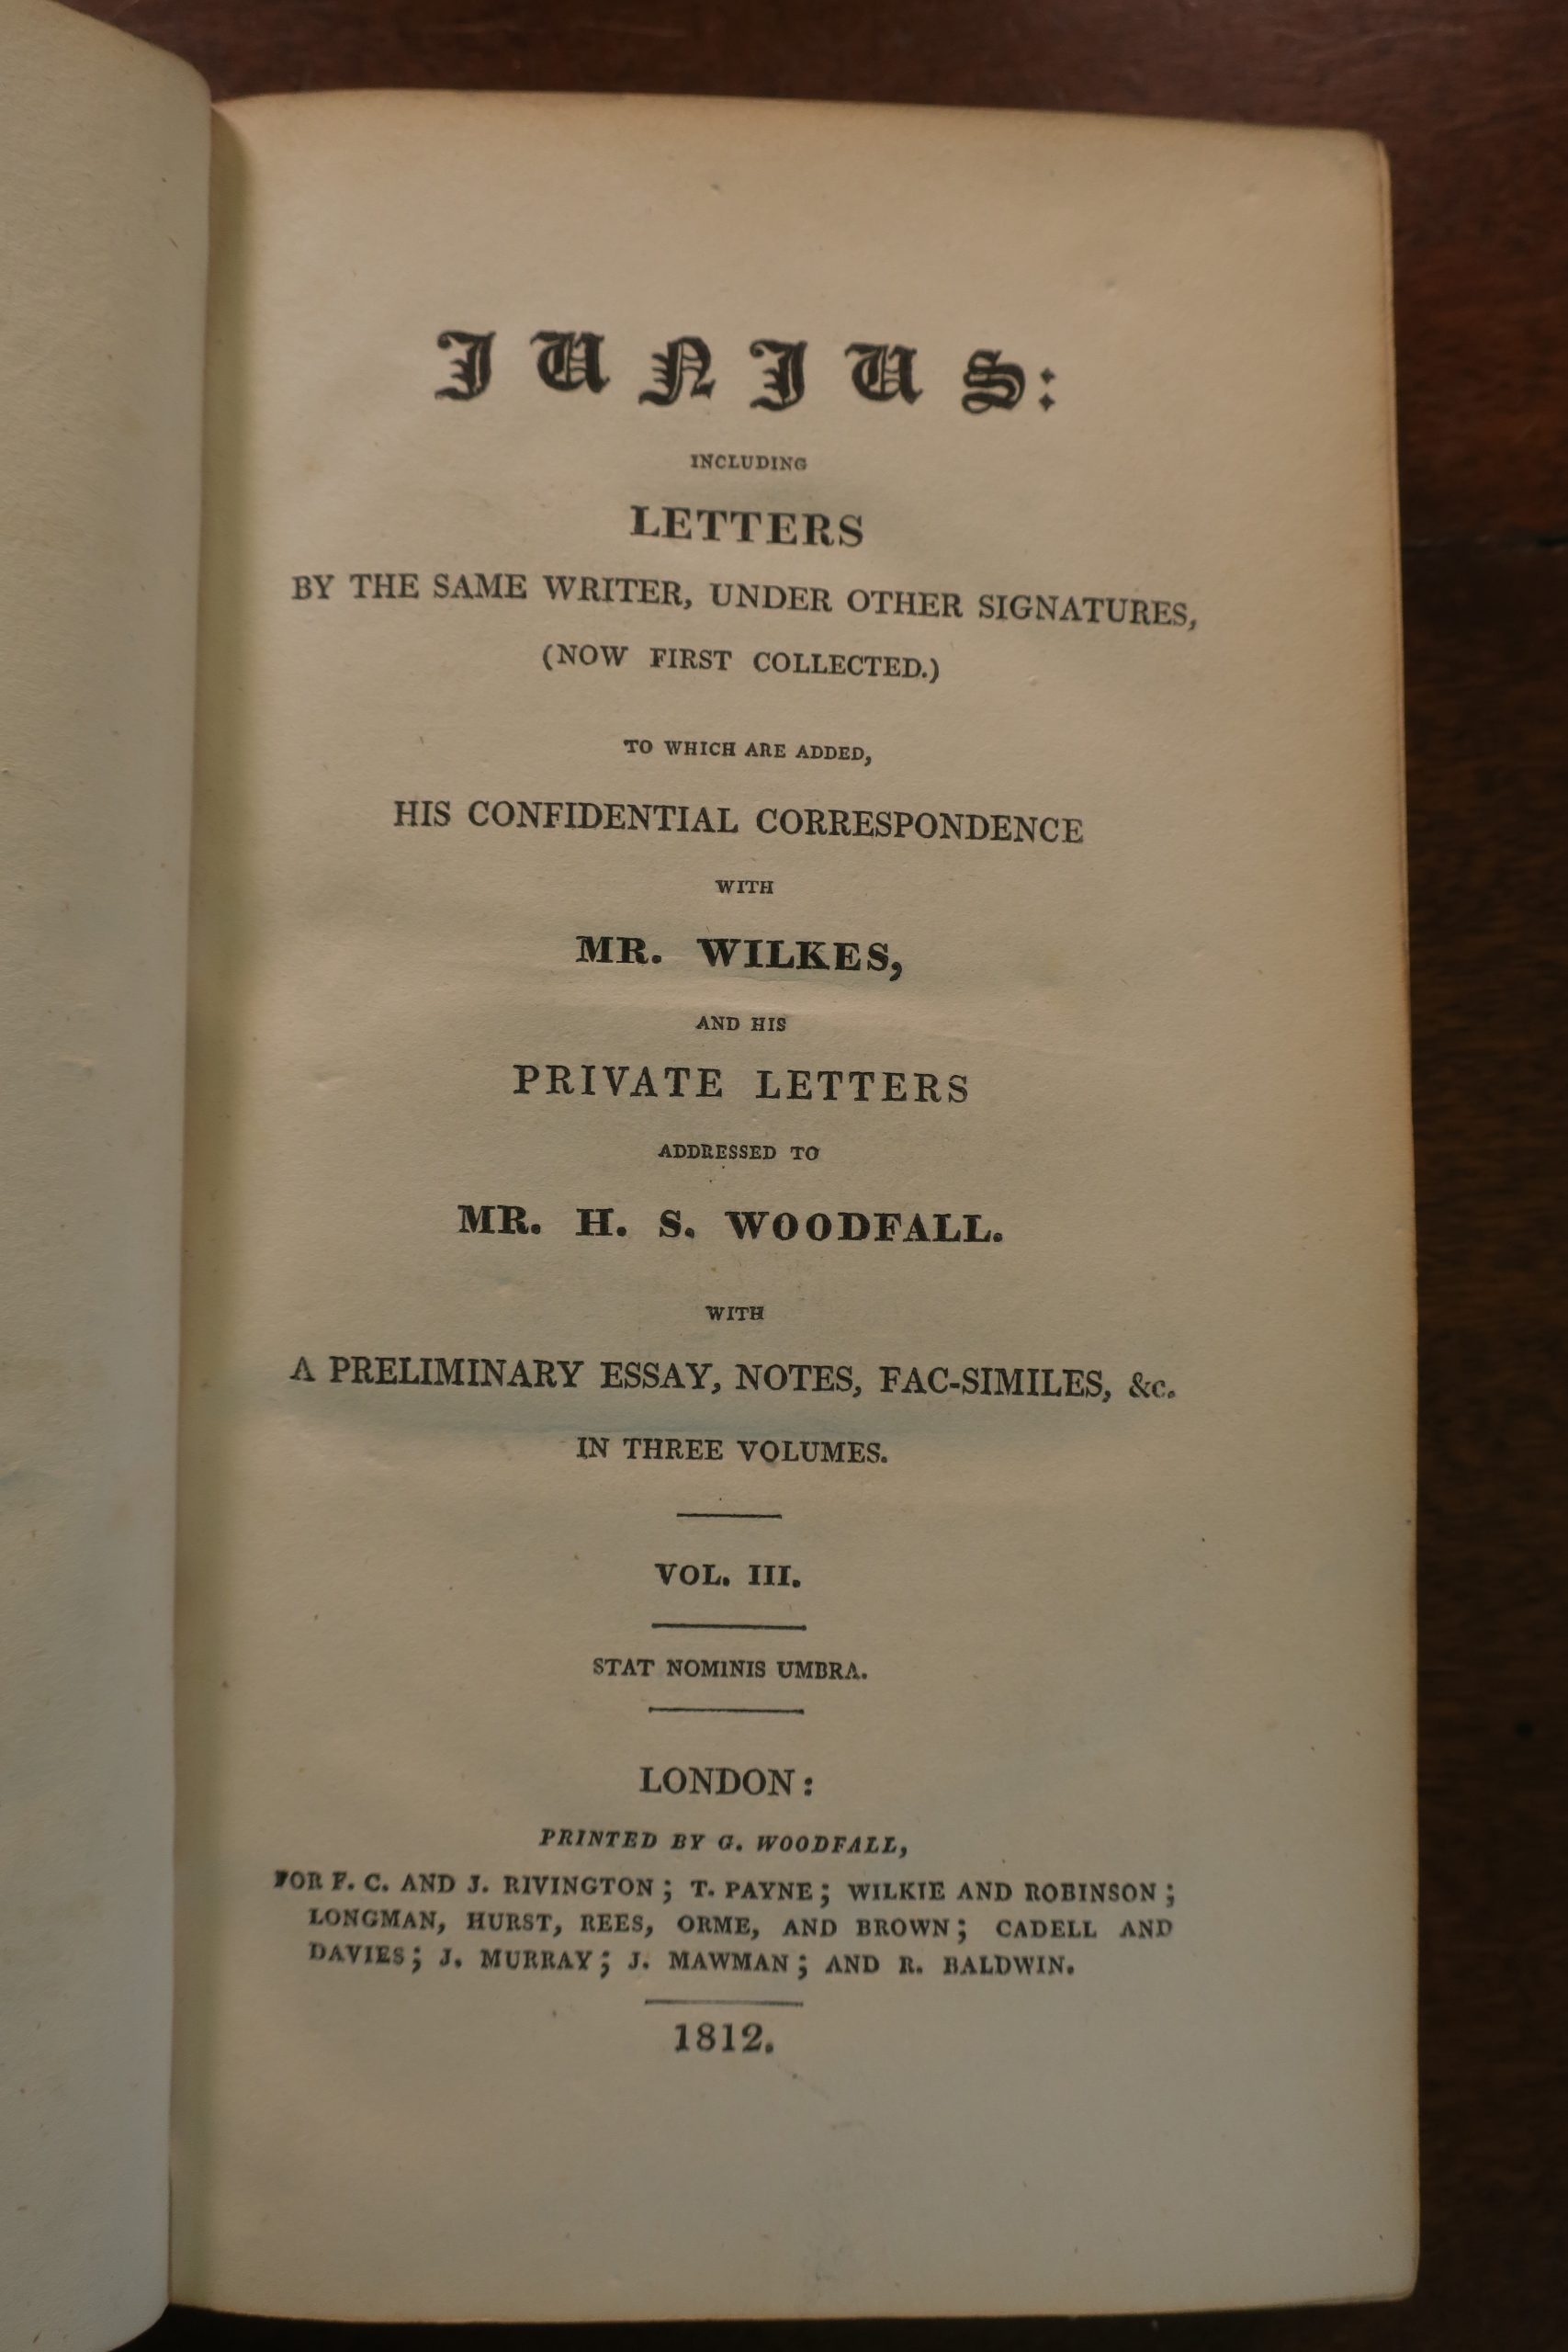 JUNIUS:
INCLUDING
LETTERS
BY THE SAME WRITER, UNDER OTHER SIGNATURES,
(NOW FIRST COLLECTED.)
TO WHICH ARE ADDED,
HIS CONFIDENTIAL CORRESPONDENCE
WITH
MR. WILKES,
AND HIS
PRIVATE LETTERS
ADDRESSED TO
MR. H. S. WOODFALL.
WITH
A PRELIMINARY ESSAY, NOTES, FAC-SIMILES, &c.
IN THREE VOLUMES.
VOL. III.
STAT NOMINIS UMBRA.
LONDON:
PRINTED BY G. WOODFALL,
FOR F. C. AND J. RIVINGTON; T. PAYNE; WILKIE AND ROBINSON;
LONGMAN, HURST, REES, ORME, AND BROWN; CADELL AND
DAVIES; J. MURRAY; J. MAWMAN; AND R. BALDWIN.
1812.